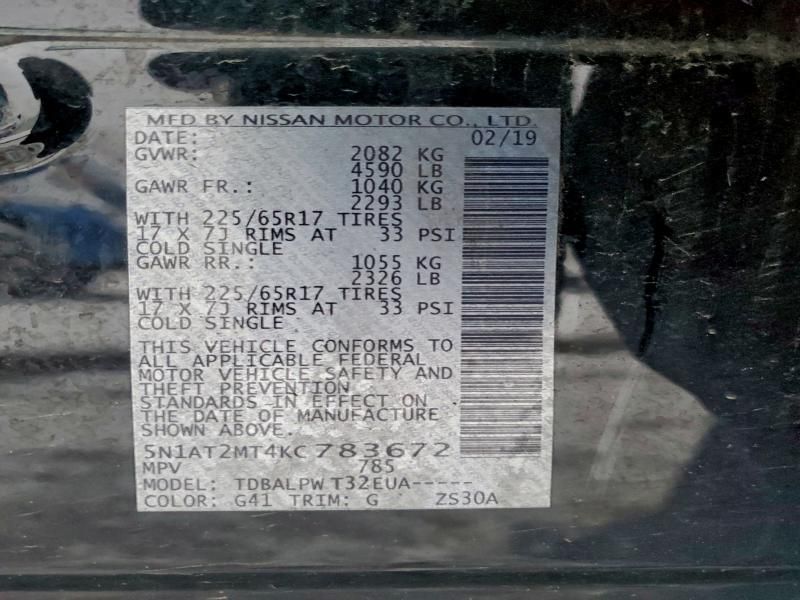 MFD BY NISSAN MOTOR CO., LTD.
DATE: 02/19
GVWR: 2082 KG
4590 LB
GAWR FR.: 1040 KG
2293 LB
WITH 225/65R17 TIRES
17 X 7J RIMS AT 33 PSI
COLD SINGLE
GAWR RR.: 1055 KG
2326 LB
WITH 225/65R17 TIRES
17 X 7J RIMS AT 33 PSI
COLD SINGLE
THIS VEHICLE CONFORMS TO
ALL APPLICABLE FEDERAL
MOTOR VEHICLE SAFETY AND
THEFT PREVENTION
STANDARDS IN EFFECT ON
THE DATE OF MANUFACTURE
SHOWN ABOVE.
5N1AT2MT4KC783672
MPV 785
MODEL: TDBALPW T32EUA-----
COLOR: G41 TRIM: G ZS30A